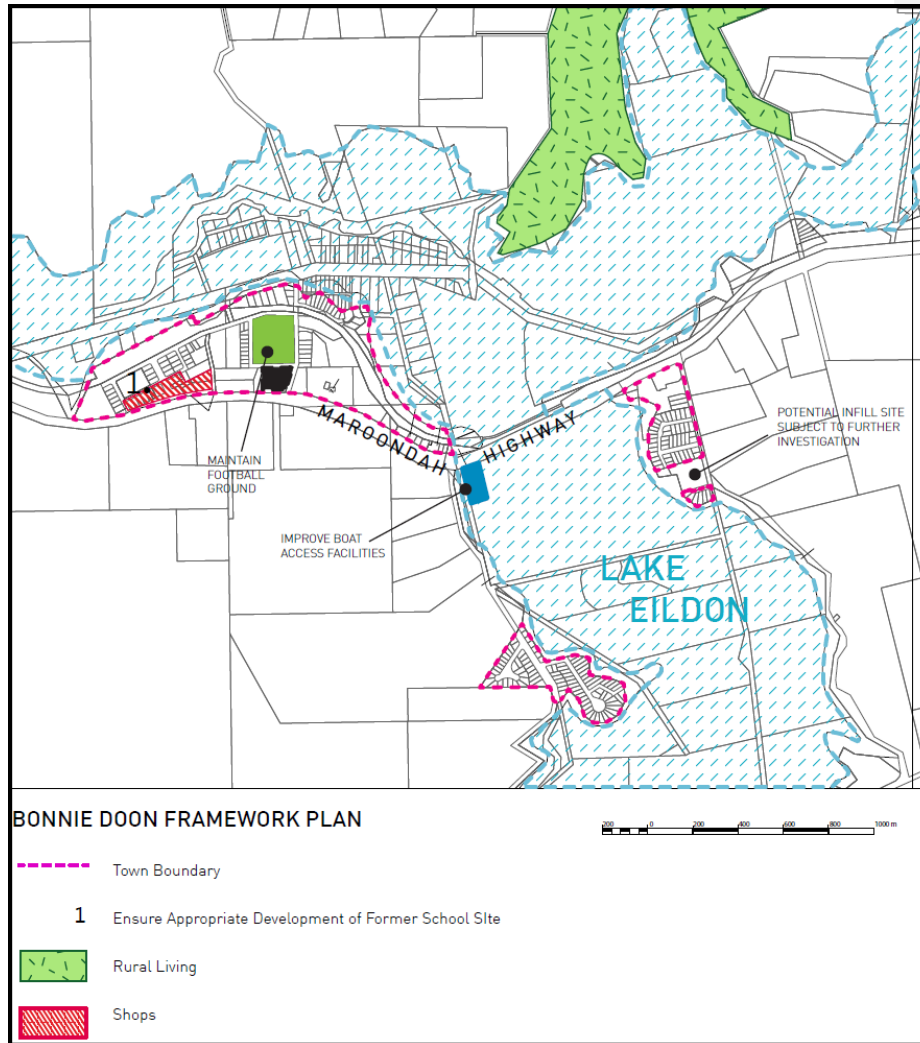 1
MAINTAIN
FOOTBALL
GROUND
MAROONDAH HIGHWAY
IMPROVE BOAT
ACCESS FACILITIES
POTENTIAL INFILL SITE
SUBJECT TO FURTHER
INVESTIGATION
LAKE
EILDON
BONNIE DOON FRAMEWORK PLAN
200 0 200 400 600 800 1000 m
Town Boundary
1 Ensure Appropriate Development of Former School SIte
Rural Living
Shops